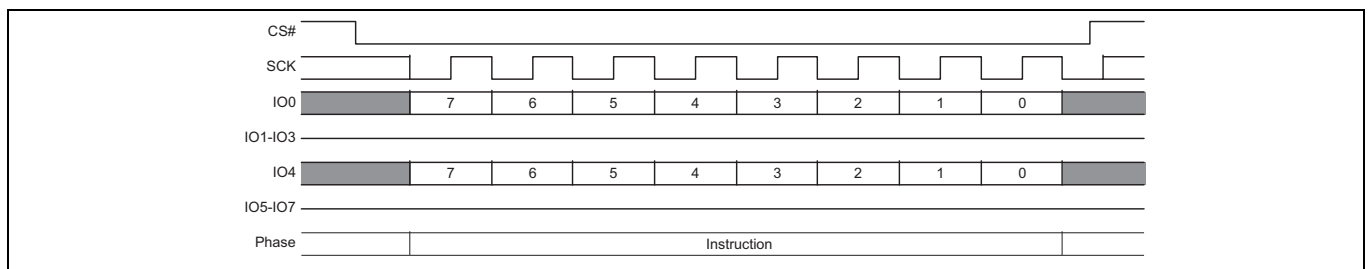 CS#
SCK
IO0 7 6 5 4 3 2 1 0
IO1-IO3
IO4 7 6 5 4 3 2 1 0
IO5-IO7
Phase Instruction